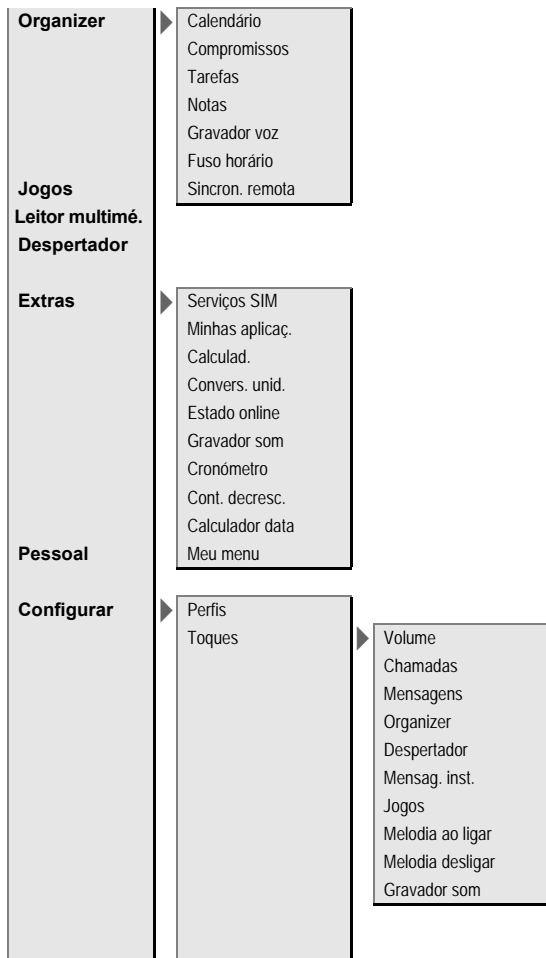 Organizer
Calendário
Compromissos
Tarefas
Notas
Gravador voz
Fuso horário
Sincron. remota
Jogos
Leitor multimé.
Despertador
Extras
Serviços SIM
Minhas aplicaç.
Calculad.
Convers. unid.
Estado online
Gravador som
Cronómetro
Cont. decresc.
Calculador data
Meu menu
Pessoal
Configurar
Perfis
Toques
Volume
Chamadas
Mensagens
Organizer
Despertador
Mensag. inst.
Jogos
Melodia ao ligar
Melodia desligar
Gravador som